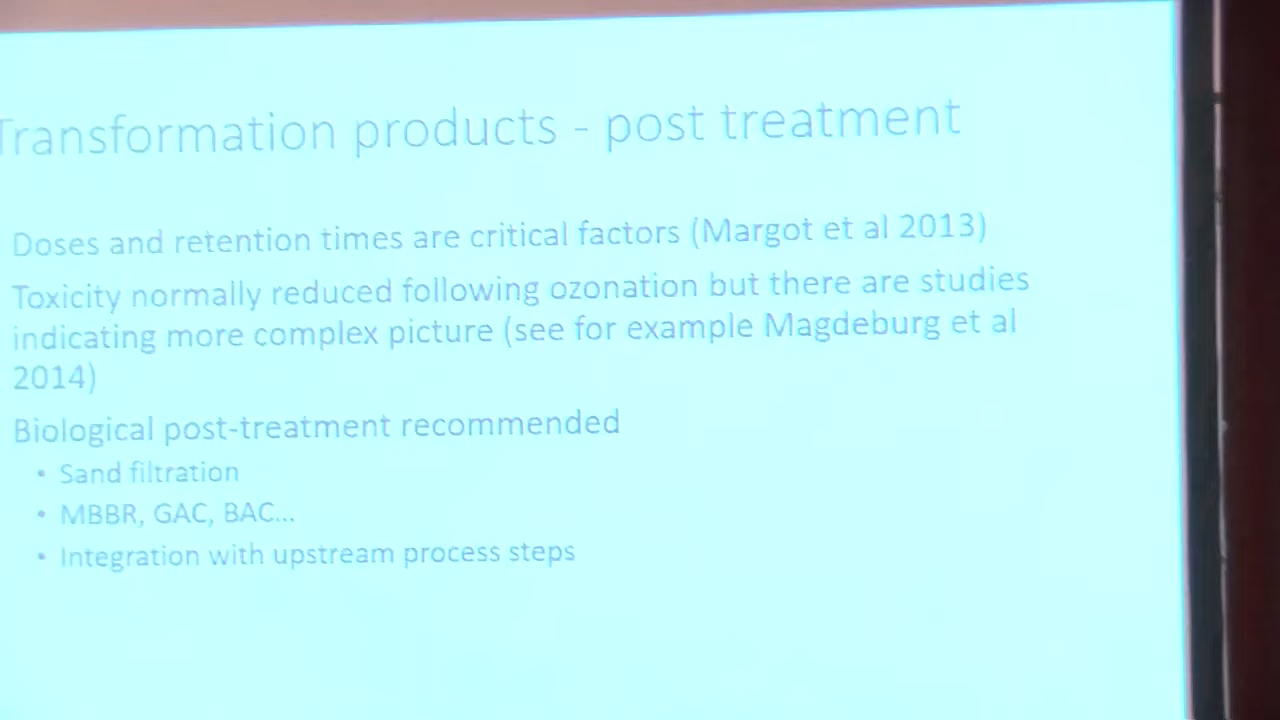 Transformation products - post treatment
Doses and retention times are critical factors (Margot et al 2013)
Toxicity normally reduced following ozonation but there are studies
indicating more complex picture (see for example Magdeburg et al
2014)
Biological post-treatment recommended
• Sand filtration
• MBBR, GAC, BAC...
• Integration with upstream process steps